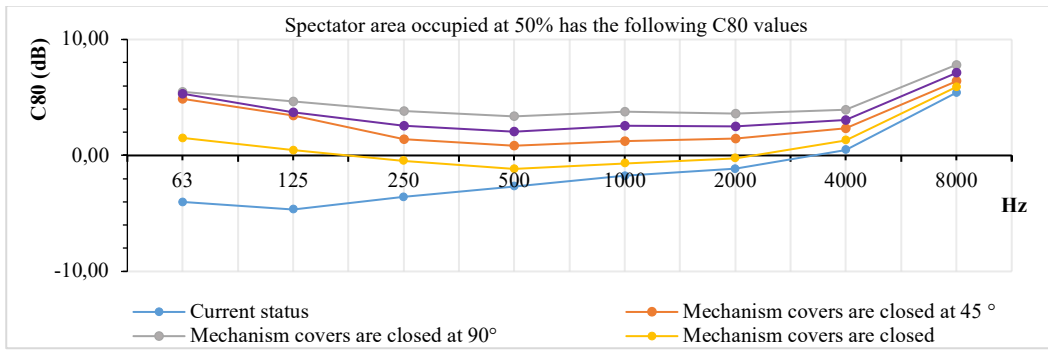 Spectator area occupied at 50% has the following C80 values
C80 (dB)
10,00
0,00
-10,00
63 125 250 500 1000 2000 4000 8000
Hz
Current status
Mechanism covers are closed at 45 °
Mechanism covers are closed at 90°
Mechanism covers are closed